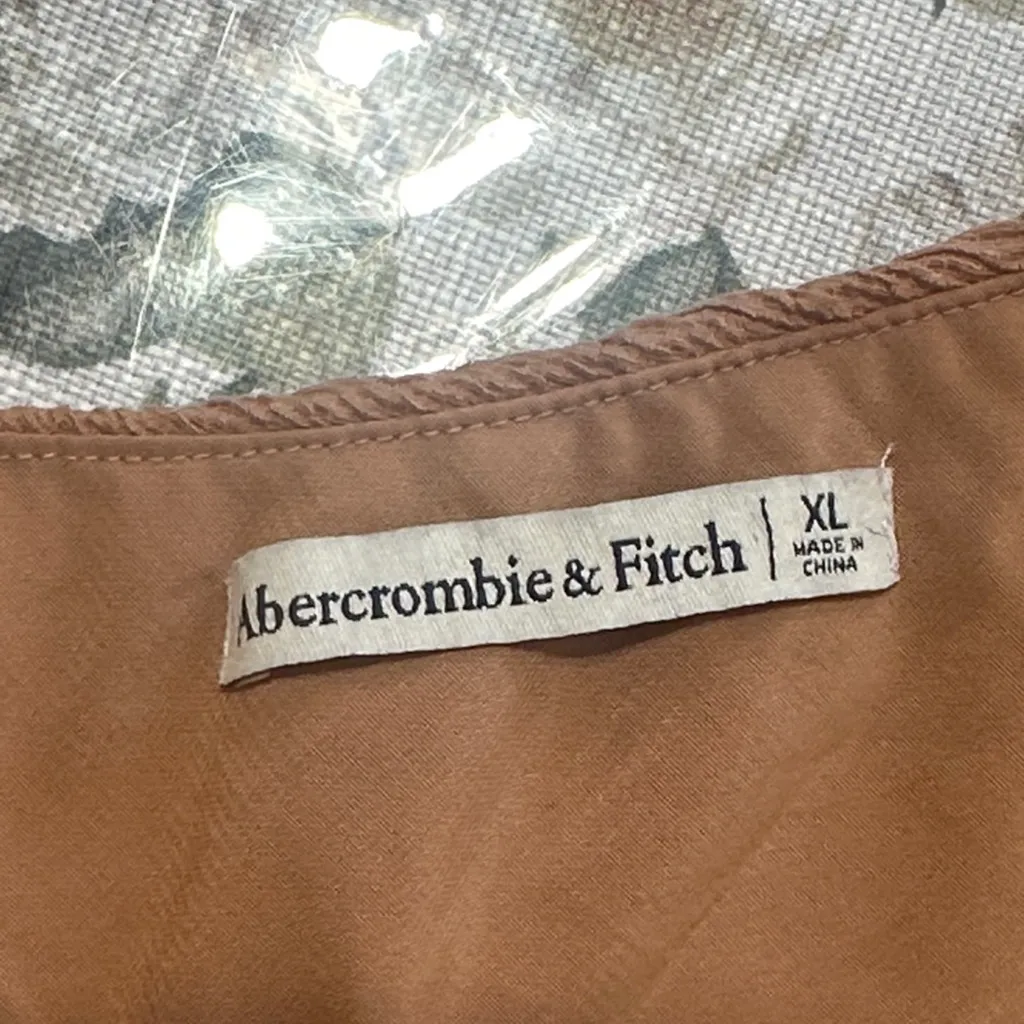 Abercrombie & Fitch | XL
MADE IN
CHINA